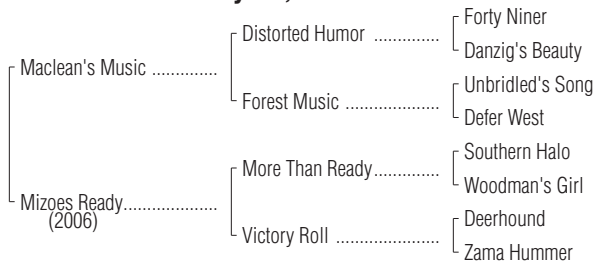 Forty Niner
Distorted Humor ..............
Danzig's Beauty
Maclean's Music ..............
Unbridled's Song
Forest Music ....................
Defer West
Southern Halo
More Than Ready..............
Woodman's Girl
Mizoes Ready....................
(2006)
Deerhound
Victory Roll ......................
Zama Hummer